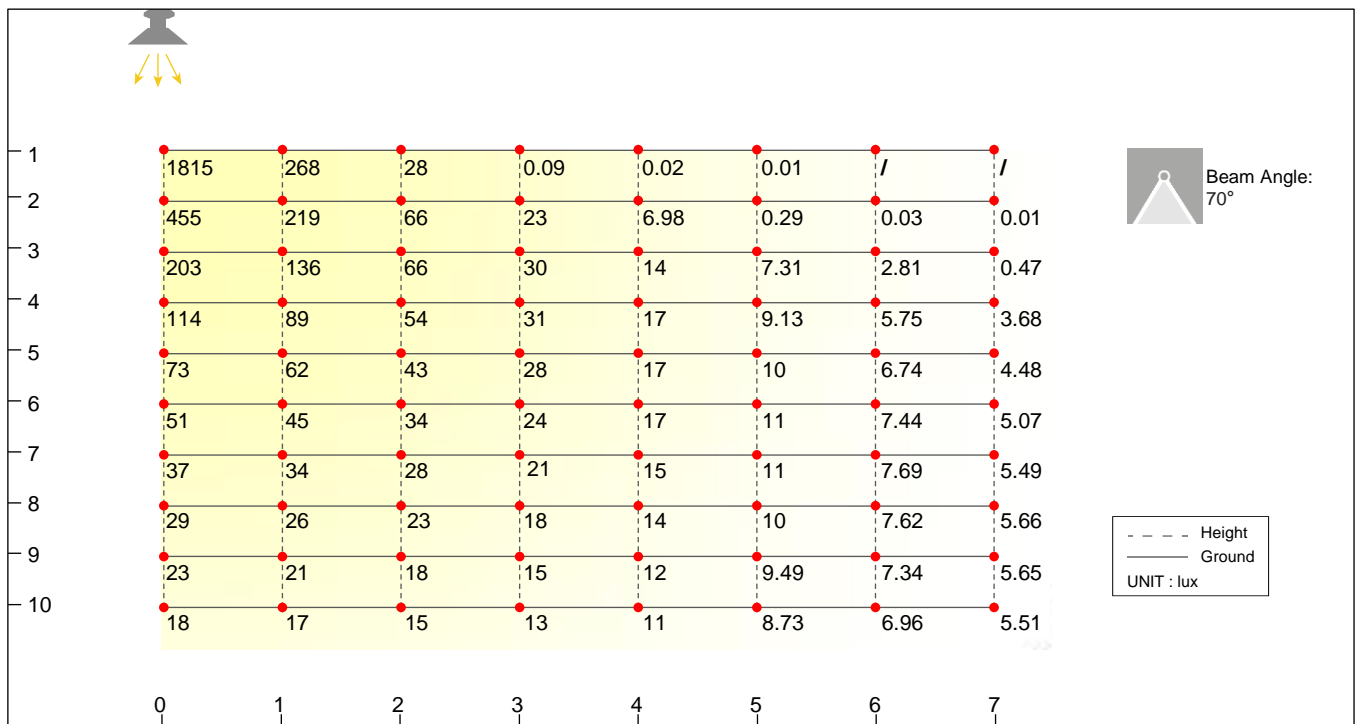 1
1815 268 28 0.09 0.02 0.01 / /
Beam Angle:
70°
2
455 219 66 23 6.98 0.29 0.03 0.01
3
203 136 66 30 14 7.31 2.81 0.47
4
114 89 54 31 17 9.13 5.75 3.68
5
73 62 43 28 17 10 6.74 4.48
6
51 45 34 24 17 11 7.44 5.07
7
37 34 28 21 15 11 7.69 5.49
8
29 26 23 18 14 10 7.62 5.66
9
23 21 18 15 12 9.49 7.34 5.65
10
18 17 15 13 11 8.73 6.96 5.51
Height
Ground
UNIT : lux
0 1 2 3 4 5 6 7